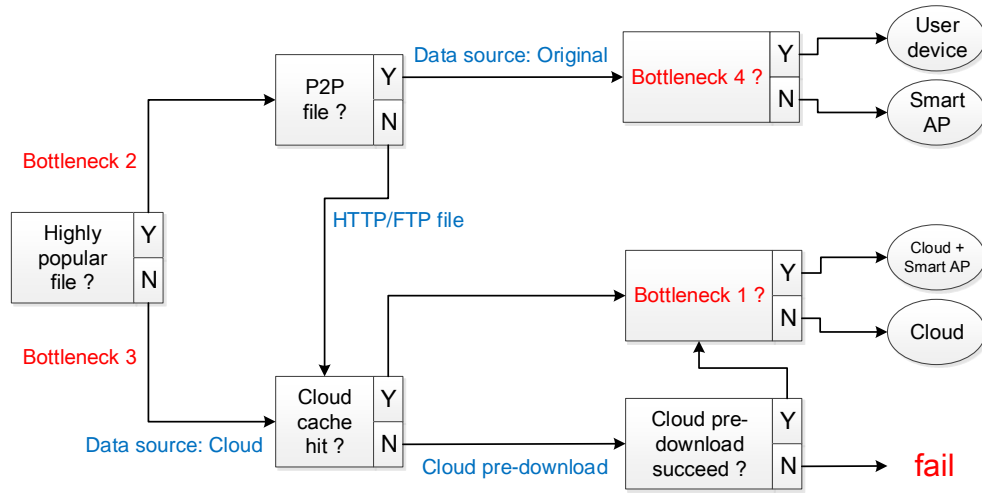 User
device
Data source: Original
Y
N
P2P
file ?
Y
N
Bottleneck 4 ?
Smart
AP
Bottleneck 2
HTTP/FTP file
Highly
popular
file ?
Y
N
Bottleneck 1 ?
Y
N
Cloud +
Smart AP
Cloud
Bottleneck 3
Cloud
cache
hit ?
Y
N
Data source: Cloud
Cloud pre-download
Cloud pre-
download
succeed ?
Y
N
fail